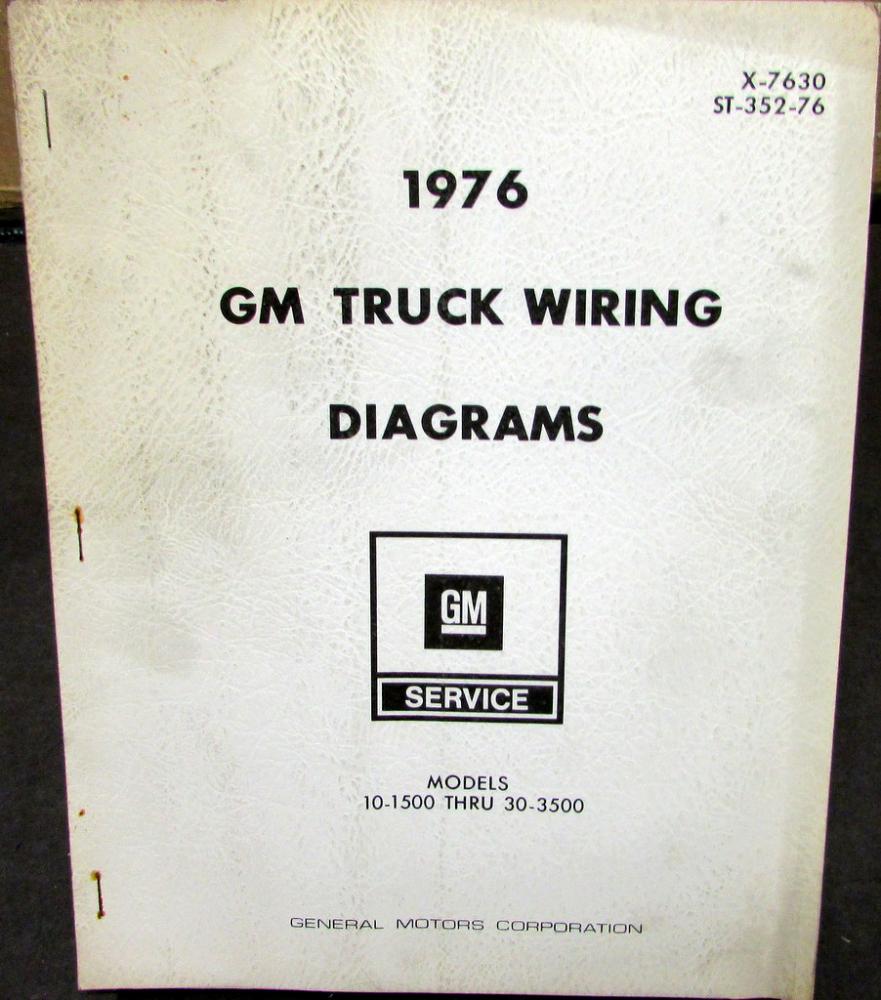 X-7630
ST-352-76
1976
GM TRUCK WIRING
DIAGRAMS
GM
SERVICE
MODELS
10-1500 THRU 30-3500
GENERAL MOTORS CORPORATION